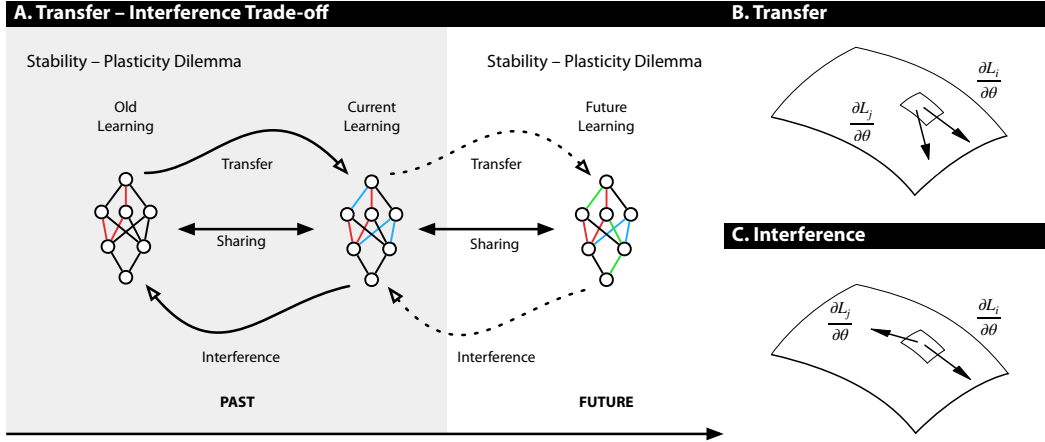 A. Transfer – Interference Trade-off
Stability – Plasticity Dilemma
Stability – Plasticity Dilemma
Old
Learning
Current
Learning
Future
Learning
Transfer
Transfer
Sharing
Sharing
Interference
Interference
PAST
FUTURE
B. Transfer
∂L_i
∂θ
∂L_j
∂θ
C. Interference
∂L_j
∂θ
∂L_i
∂θ